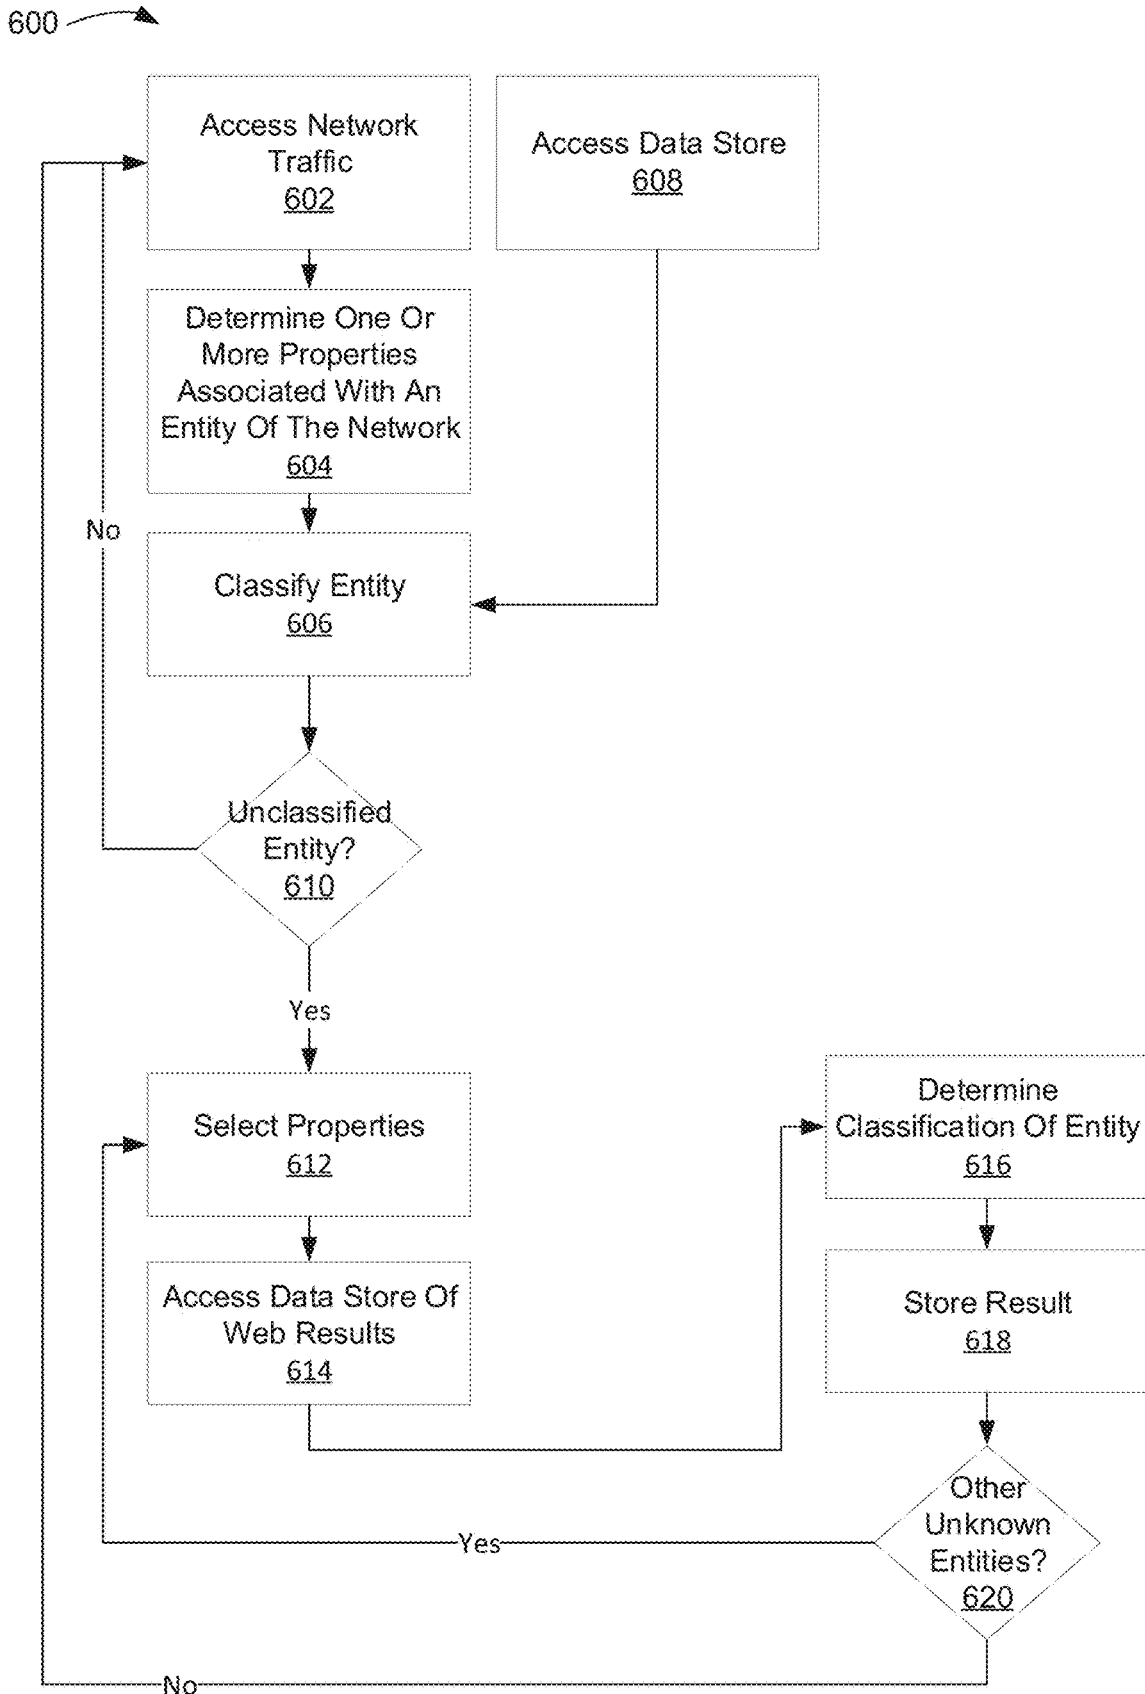 600
Access Network
Traffic
602
Access Data Store
608
Determine One Or
More Properties
Associated With An
Entity Of The Network
604
No
Classify Entity
606
Unclassified
Entity?
610
Yes
Select Properties
612
Access Data Store Of
Web Results
614
Determine
Classification Of Entity
616
Store Result
618
Other
Unknown
Entities?
620
Yes
No